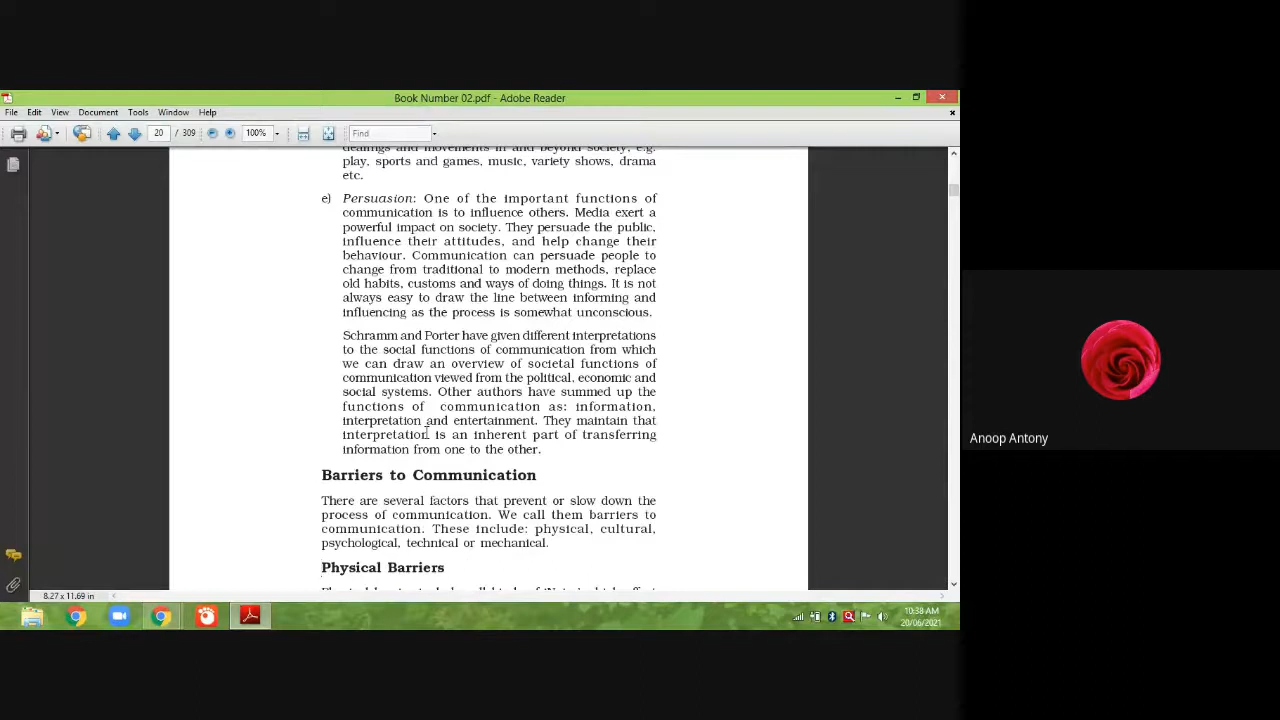 Book Number 02.pdf - Adobe Reader
File Edit View Document Tools Window Help
20 / 309 100% Find
dealings and movements in and beyond society, e.g.
play, sports and games, music, variety shows, drama
etc.
e) Persuasion: One of the important functions of
communication is to influence others. Media exert a
powerful impact on society. They persuade the public,
influence their attitudes, and help change their
behaviour. Communication can persuade people to
change from traditional to modern methods, replace
old habits, customs and ways of doing things. It is not
always easy to draw the line between informing and
influencing as the process is somewhat unconscious.
Schramm and Porter have given different interpretations
to the social functions of communication from which
we can draw an overview of societal functions of
communication viewed from the political, economic and
social systems. Other authors have summed up the
functions of communication as: information,
interpretation and entertainment. They maintain that
interpretation is an inherent part of transferring
information from one to the other.
Barriers to Communication
There are several factors that prevent or slow down the
process of communication. We call them barriers to
communication. These include; physical, cultural,
psychological, technical or mechanical.
Physical Barriers
8.27 x 11.69 in
10:38 AM
20/06/2021
Anoop Antony